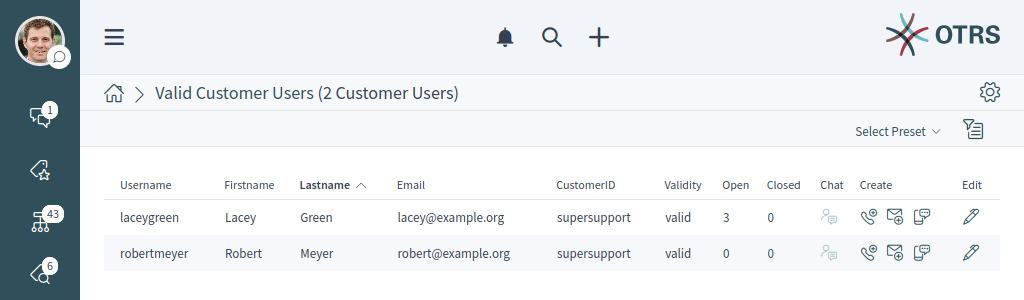 OTRS
Valid Customer Users (2 Customer Users)
1
Select Preset
Username Firstname Lastname Email CustomerID Validity Open Closed Chat Create Edit
43
laceygreen Lacey Green lacey@example.org supersupport valid 3 0
robertmeyer Robert Meyer robert@example.org supersupport valid 0 0
6